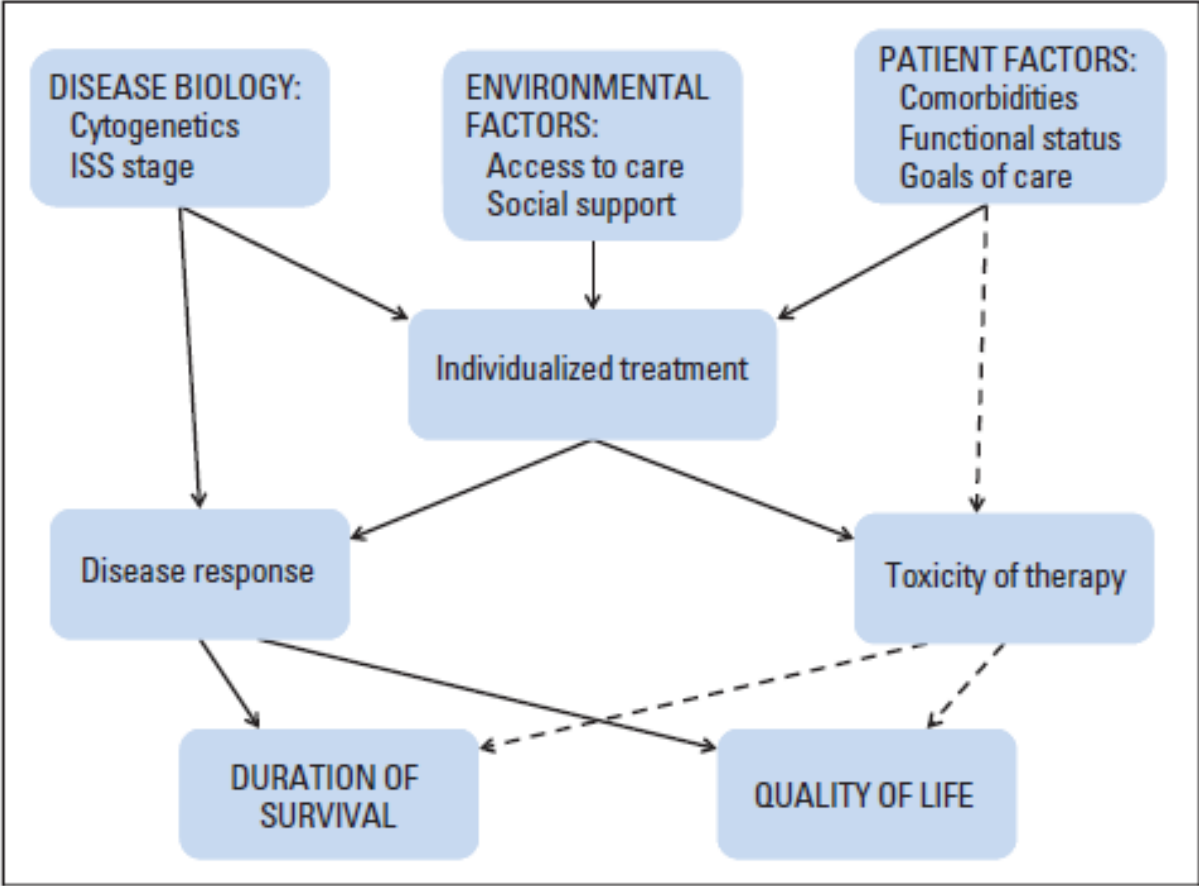 DISEASE BIOLOGY:
Cytogenetics
ISS stage
ENVIRONMENTAL
FACTORS:
Access to care
Social support
PATIENT FACTORS:
Comorbidities
Functional status
Goals of care
Individualized treatment
Disease response
Toxicity of therapy
DURATION OF
SURVIVAL
QUALITY OF LIFE